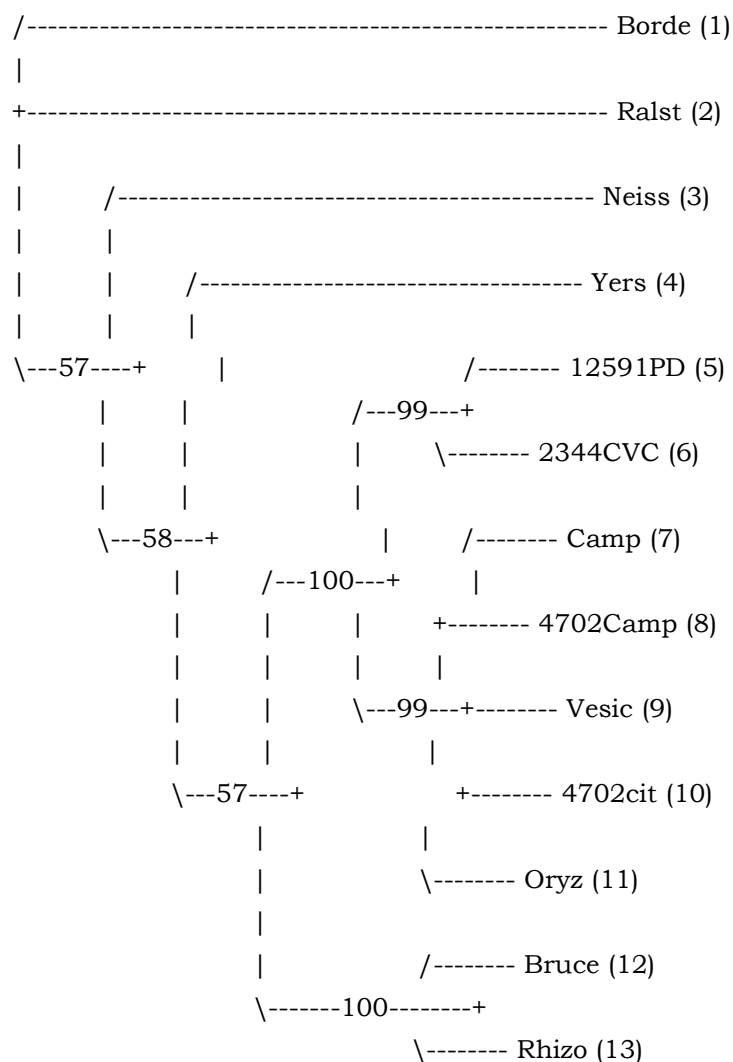 /--------------------------------------------- Borde (1)
|
+--------------------------------------------- Ralst (2)
|
|          /------------------------------------- Neiss (3)
|          |
|          |        /------------------------------ Yers (4)
|          |        |
\---57----+        |                         /-------- 12591PD (5)
|        |               /---99---+
|        |               |        \-------- 2344CVC (6)
|        |               |
\---58---+                 |       /-------- Camp (7)
|         /---100---+        |
|         |         |        +-------- 4702Camp (8)
|         |         |        |
|         |         \---99---+-------- Vesic (9)
|         |                  |
\---57----+                 +-------- 4702cit (10)
|                  |
|                  \-------- Oryz (11)
|
|                  /-------- Bruce (12)
\-------100--------+
\-------- Rhizo (13)